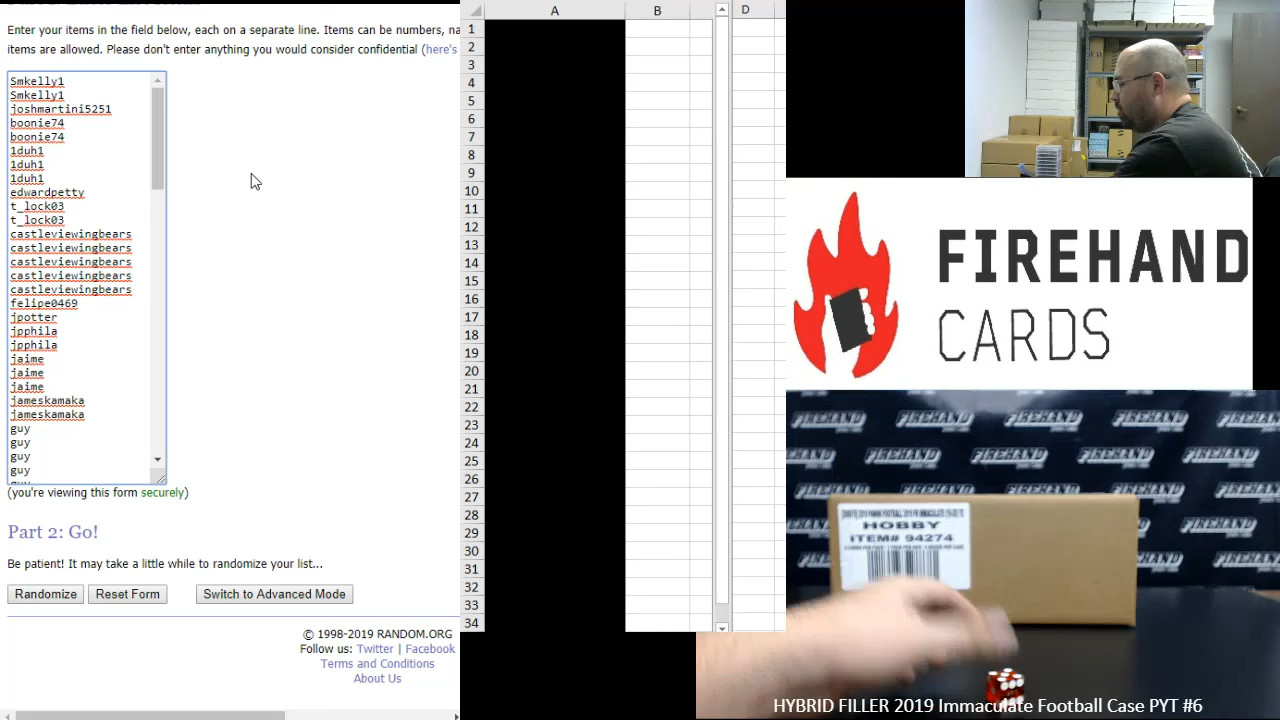 Enter your items in the field below, each on a separate line. Items can be numbers, na
items are allowed. Please don't enter anything you would consider confidential (here's
Smkelly1
Smkelly1
joshmartini5251
boonie74
boonie74
1duh1
1duh1
1duh1
edwardpetty
t_lock03
t_lock03
castleviewingbears
castleviewingbears
castleviewingbears
castleviewingbears
castleviewingbears
felipe0469
jpotter
jpphila
jpphila
jaime
jaime
jaime
jameskamaka
jameskamaka
guy
guy
guy
guy
(you're viewing this form securely)
Part 2: Go!
Be patient! It may take a little while to randomize your list...
Randomize
Reset Form
Switch to Advanced Mode
© 1998-2019 RANDOM.ORG
Follow us: Twitter | Facebook
Terms and Conditions
About Us
A B D
1
2
3
4
5
6
7
8
9
10
11
12
13
14
15
16
17
18
19
20
21
22
23
24
25
26
27
28
29
30
31
32
33
34
FIREHAND
CARDS
FIREHAND FIREHAND FIREHAND FIREHAND
HOBBY
ITEM# 94274
HYBRID FILLER 2019 Immaculate Football Case PYT #6